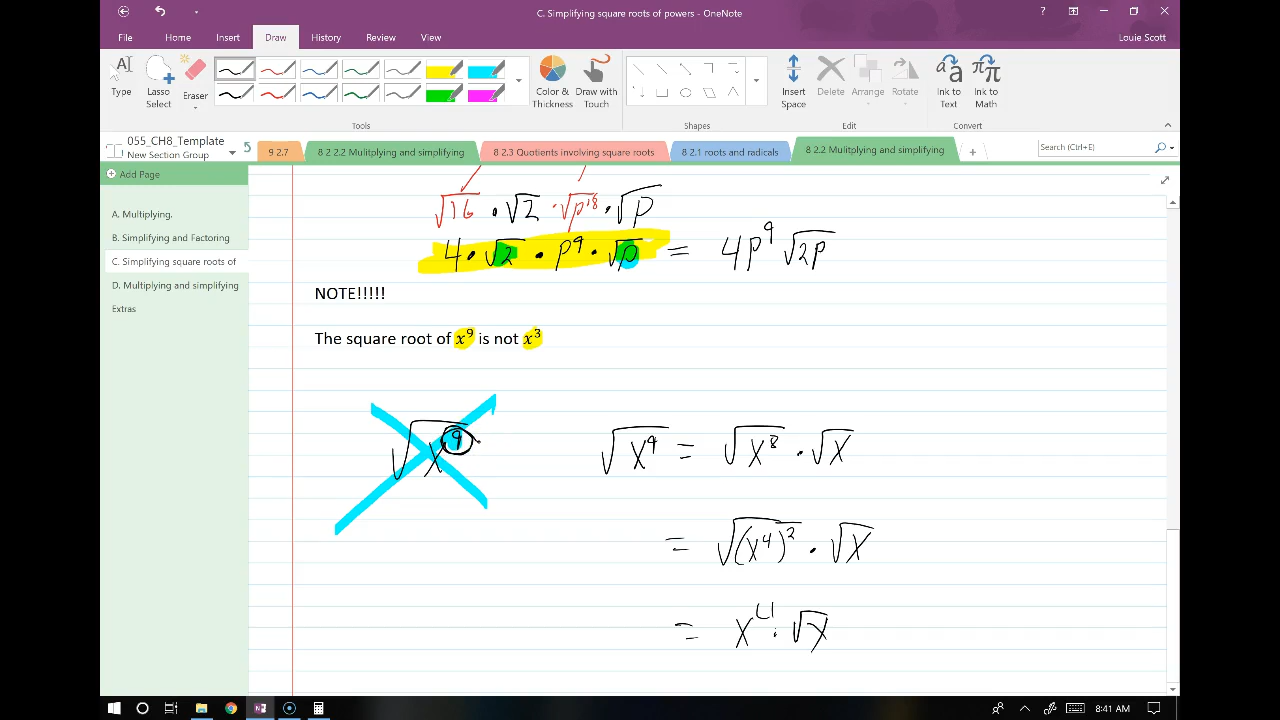 C. Simplifying square roots of powers - OneNote
?
File Home Insert Draw History Review View Louie Scott
Type Lasso Select Eraser Color & Thickness Draw with Touch Insert Space Delete Arrange Rotate Ink to Text Ink to Math
Tools Shapes Edit Convert
055_CH8_Template
New Section Group
9 2.7 8 2.2.2 Mulitplying and simplifying 8 2.3 Quotients involving square roots 8 2.1 roots and radicals 8 2.2 Mulitplying and simplifying + Search (Ctrl+E)
Add Page
A. Multiplying.
B. Simplifying and Factoring
C. Simplifying square roots of
D. Multiplying and simplifying
Extras
√16 · √2 · √p¹⁸ · √p
4 · √2 · p⁹ · √p = 4p⁹ √2p
NOTE!!!!!
The square root of x⁹ is not x³
√x⁹
√x⁹ = √x⁸ · √x
= √(x⁴)² · √x
= x⁴ · √x
8:41 AM